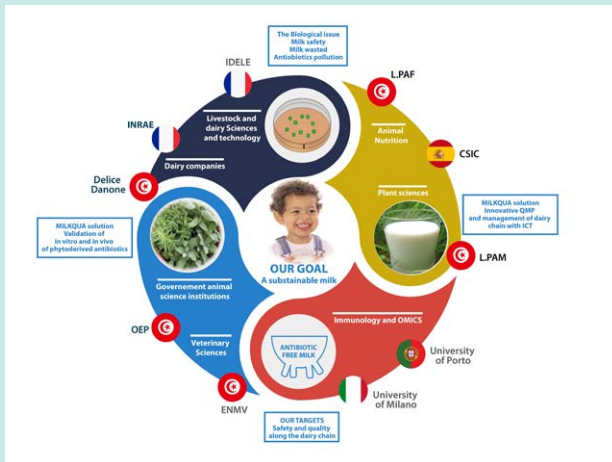 The Biological issue
Milk safety
Milk wasted
Antiobiotics pollution
IDELE
L.PAF
Livestock and
dairy Sciences
and technology
INRAE
Animal
Nutrition
CSIC
Dairy companies
Delice
Danone
Plant sciences
MILKQUA solution
Validation of
in vitro and in vivo
of phytoderived antibiotics
MILKQUA solution
Innovative QMP
and management of dairy
chain with ICT
OUR GOAL
A substainable milk
L.PAM
Governement animal
science institutions
Immunology and OMICS
OEP
Veterinary
Sciences
ANTIBIOTIC
FREE MILK
University
of Porto
ENMV
University
of Milano
OUR TARGETS
Safety and quality
along the dairy chain